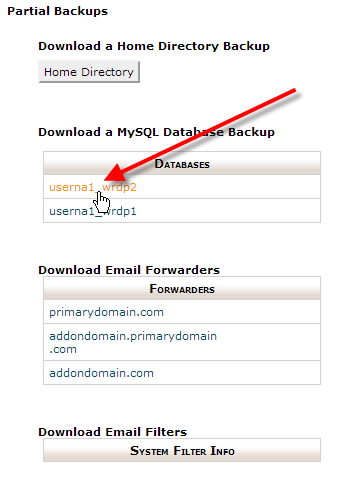 Partial Backups
Download a Home Directory Backup
Home Directory
Download a MySQL Database Backup
Databases
userna1_wrdp2
userna1_wrdp1
Download Email Forwarders
Forwarders
primarydomain.com
addondomain.primarydomain
.com
addondomain.com
Download Email Filters
System Filter Info